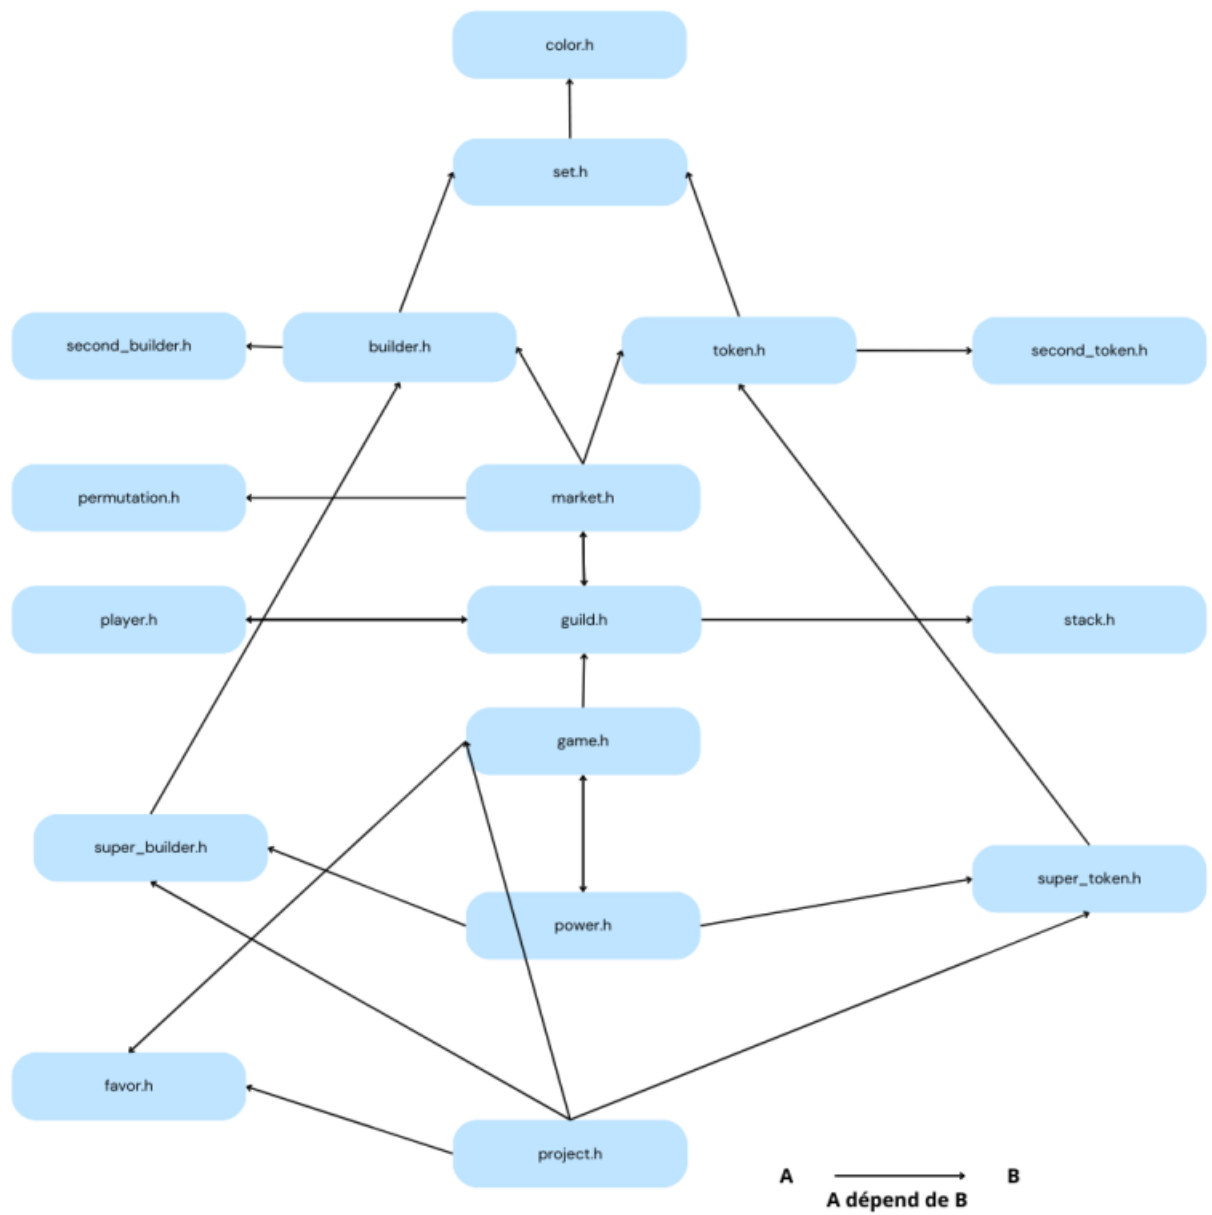 color.h
set.h
second_builder.h
builder.h
token.h
second_token.h
permutation.h
market.h
player.h
guild.h
stack.h
game.h
super_builder.h
super_token.h
power.h
favor.h
project.h
A B
A dépend de B